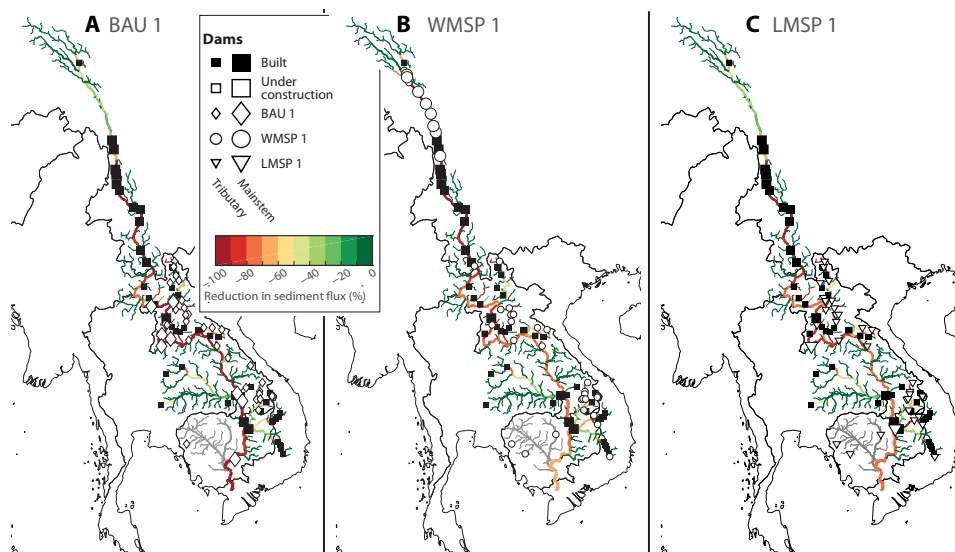 A BAU 1
B WMSP 1
C LMSP 1
Dams
Built
Under
construction
BAU 1
WMSP 1
LMSP 1
Tributary
Mainstem
−100
−80
−60
−40
−20
0
Reduction in sediment flux (%)